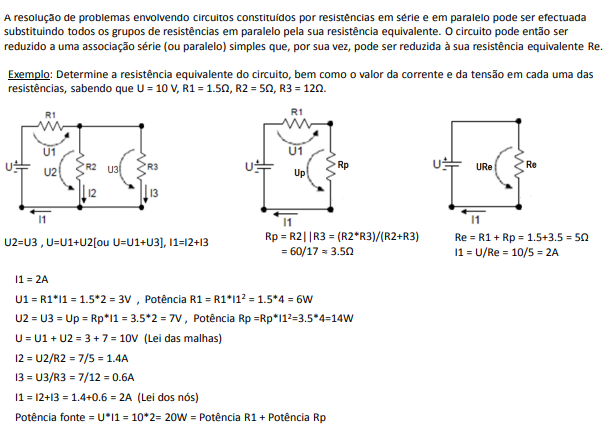 A resolução de problemas envolvendo circuitos constituídos por resistências em série e em paralelo pode ser efectuada
substituindo todos os grupos de resistências em paralelo pela sua resistência equivalente. O circuito pode então ser
reduzido a uma associação série (ou paralelo) simples que, por sua vez, pode ser reduzida à sua resistência equivalente Re.
Exemplo: Determine a resistência equivalente do circuito, bem como o valor da corrente e da tensão em cada uma das
resistências, sabendo que U = 10 V, R1 = 1.5Ω, R2 = 5Ω, R3 = 12Ω.
R1
U1
U
U2
R2
U3
R3
I2
I3
I1
U2=U3 , U=U1+U2[ou U=U1+U3], I1=I2+I3
R1
U1
U
Up
Rp
I1
Rp = R2||R3 = (R2*R3)/(R2+R3)
= 60/17 ≈ 3.5Ω
U
URe
Re
I1
Re = R1 + Rp = 1.5+3.5 = 5Ω
I1 = U/Re = 10/5 = 2A
I1 = 2A
U1 = R1*I1 = 1.5*2 = 3V , Potência R1 = R1*I1² = 1.5*4 = 6W
U2 = U3 = Up = Rp*I1 = 3.5*2 = 7V , Potência Rp =Rp*I1²=3.5*4=14W
U = U1 + U2 = 3 + 7 = 10V (Lei das malhas)
I2 = U2/R2 = 7/5 = 1.4A
I3 = U3/R3 = 7/12 = 0.6A
I1 = I2+I3 = 1.4+0.6 = 2A (Lei dos nós)
Potência fonte = U*I1 = 10*2= 20W = Potência R1 + Potência Rp